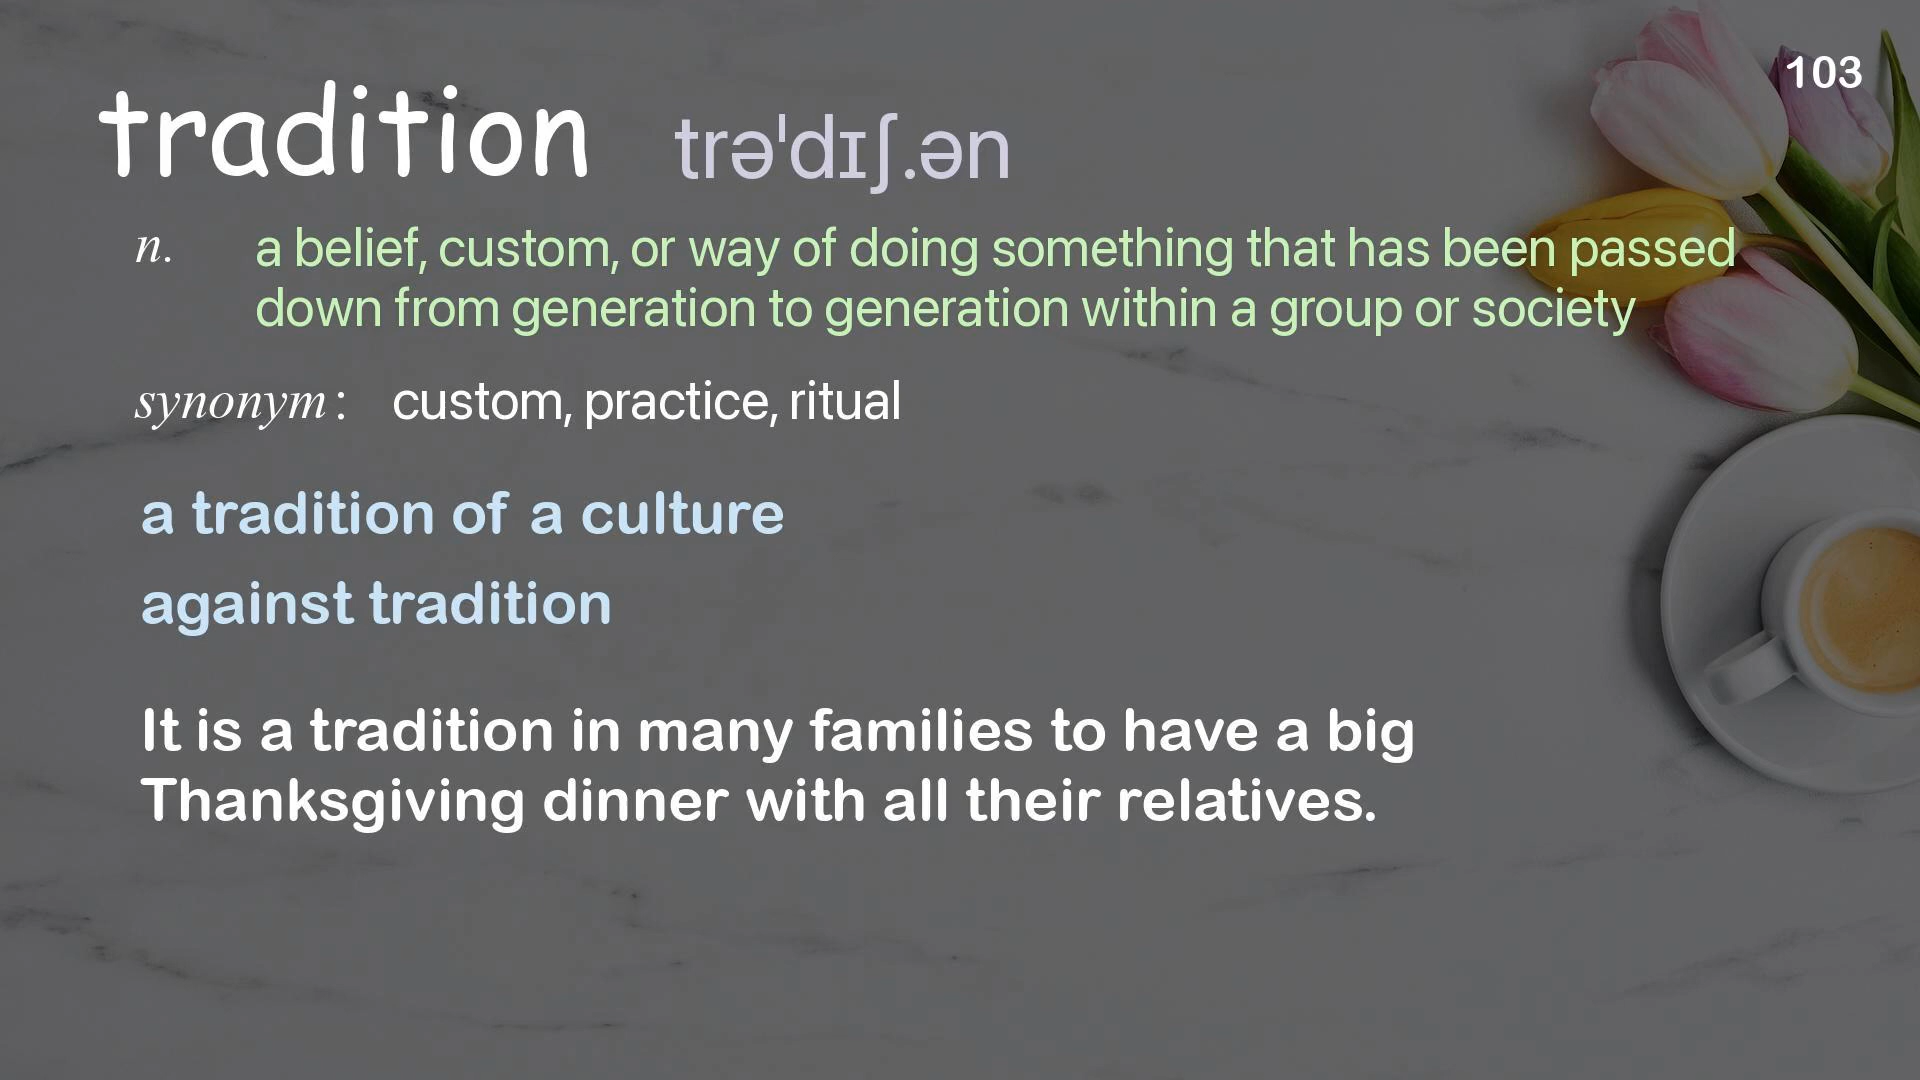 103
tradition trəˈdɪʃ.ən
n. a belief, custom, or way of doing something that has been passed
down from generation to generation within a group or society
synonym : custom, practice, ritual
a tradition of a culture
against tradition
It is a tradition in many families to have a big
Thanksgiving dinner with all their relatives.